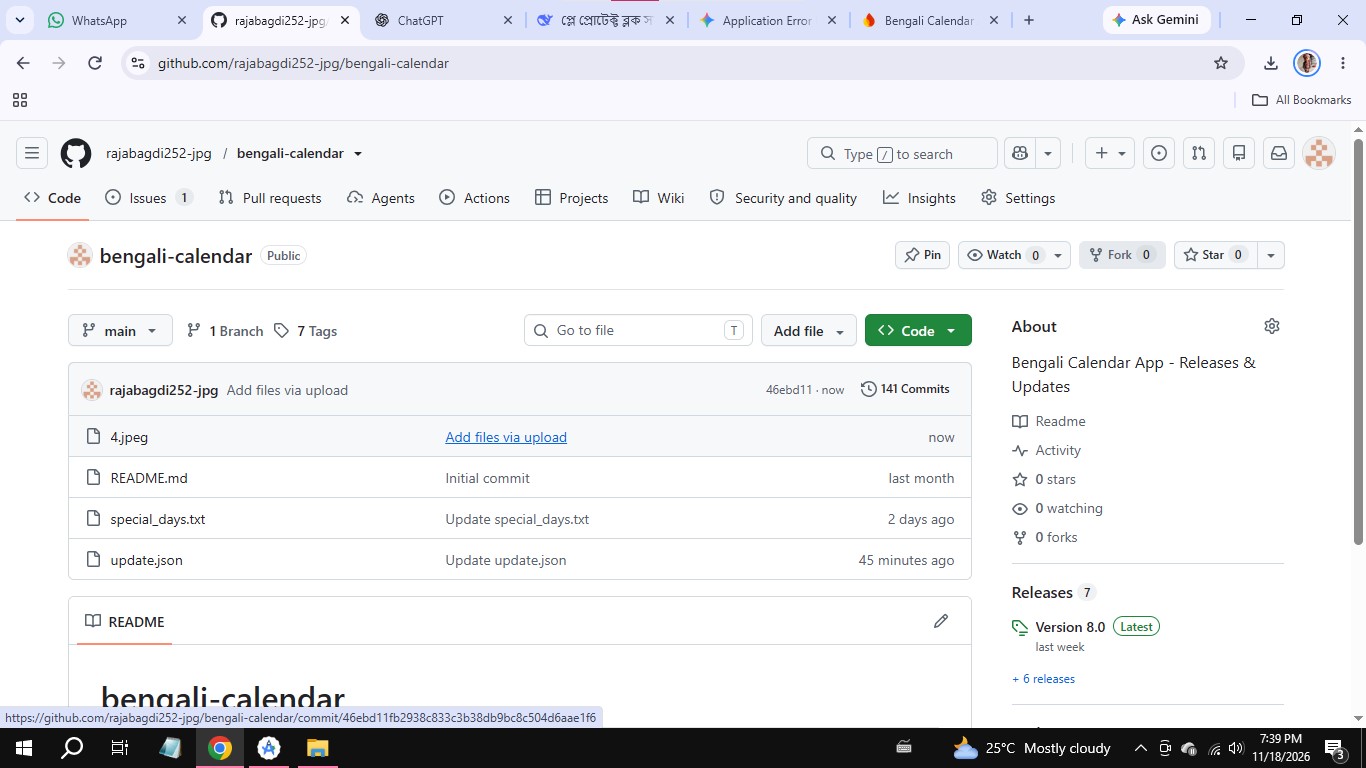 WhatsApp
rajabagdi252-jpg/
ChatGPT
প্লে প্রোটেক্ট ব্লক স
Application Error
Bengali Calendar
Ask Gemini
github.com/rajabagdi252-jpg/bengali-calendar
All Bookmarks
rajabagdi252-jpg / bengali-calendar
Type / to search
Code
Issues 1
Pull requests
Agents
Actions
Projects
Wiki
Security and quality
Insights
Settings
bengali-calendar Public
Pin
Watch 0
Fork 0
Star 0
main
1 Branch
7 Tags
Go to file T
Add file
Code
rajabagdi252-jpg Add files via upload 46ebd11 · now 141 Commits
4.jpeg Add files via upload now
README.md Initial commit last month
special_days.txt Update special_days.txt 2 days ago
update.json Update update.json 45 minutes ago
README
bengali-calendar
About
Bengali Calendar App - Releases &
Updates
Readme
Activity
0 stars
0 watching
0 forks
Releases 7
Version 8.0 Latest
last week
+ 6 releases
https://github.com/rajabagdi252-jpg/bengali-calendar/commit/46ebd11fb2938c833c3b38db9bc8c504d6aae1f6
25°C Mostly cloudy
7:39 PM
11/18/2026
3